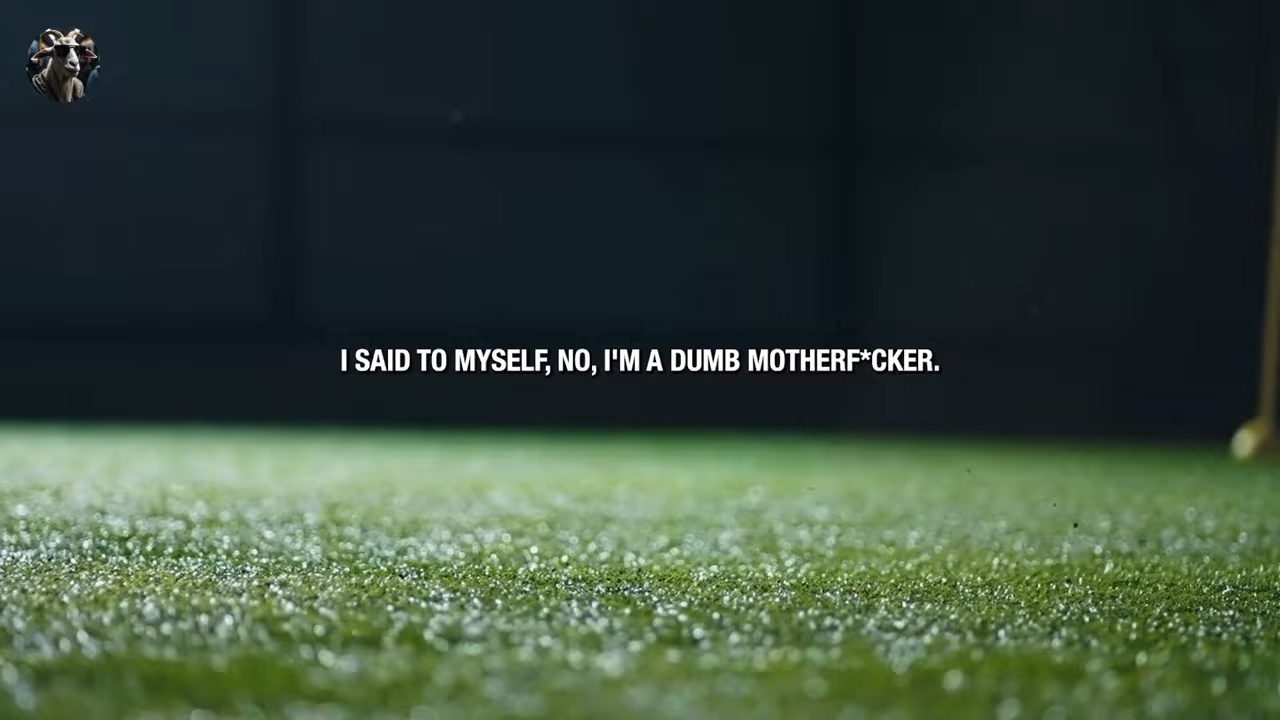 I SAID TO MYSELF, NO, I'M A DUMB MOTHERF*CKER.